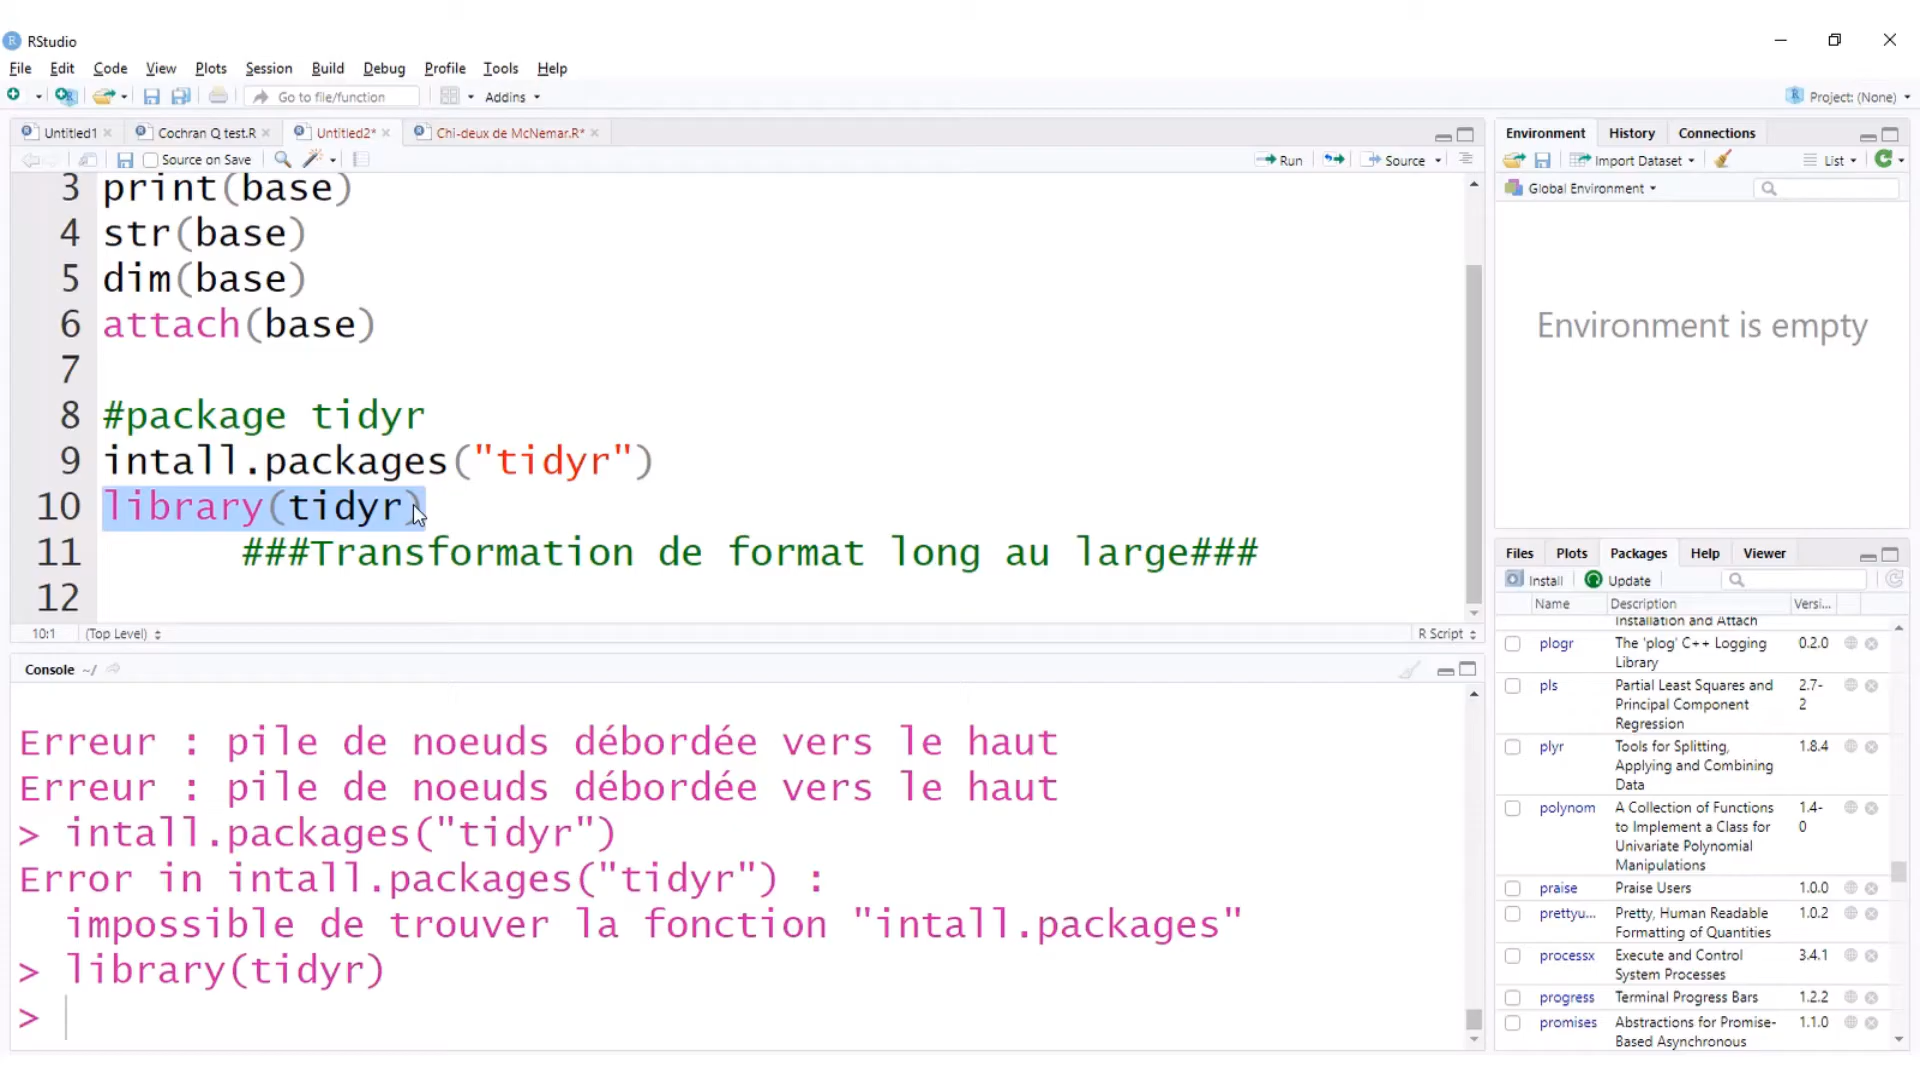 RStudio
File Edit Code View Plots Session Build Debug Profile Tools Help
Go to file/function Addins Project: (None)
Untitled1 Cochran Q test.R Untitled2* Chi-deux de McNemar.R*
Source on Save Run Source
3 print(base)
4 str(base)
5 dim(base)
6 attach(base)
7
8 #package tidyr
9 intall.packages("tidyr")
10 library(tidyr)
11 ###Transformation de format long au large###
12
10:1 (Top Level) R Script
Console ~/
Erreur : pile de noeuds débordée vers le haut
Erreur : pile de noeuds débordée vers le haut
> intall.packages("tidyr")
Error in intall.packages("tidyr") :
impossible de trouver la fonction "intall.packages"
> library(tidyr)
>
Environment History Connections
Import Dataset List
Global Environment
Environment is empty
Files Plots Packages Help Viewer
Install Update
Name Description Versi...
Installation and Attach
plogr The 'plog' C++ Logging 0.2.0
Library
pls Partial Least Squares and 2.7-
Principal Component 2
Regression
plyr Tools for Splitting, 1.8.4
Applying and Combining
Data
polynom A Collection of Functions 1.4-
to Implement a Class for 0
Univariate Polynomial
Manipulations
praise Praise Users 1.0.0
prettyu... Pretty, Human Readable 1.0.2
Formatting of Quantities
processx Execute and Control 3.4.1
System Processes
progress Terminal Progress Bars 1.2.2
promises Abstractions for Promise- 1.1.0
Based Asynchronous